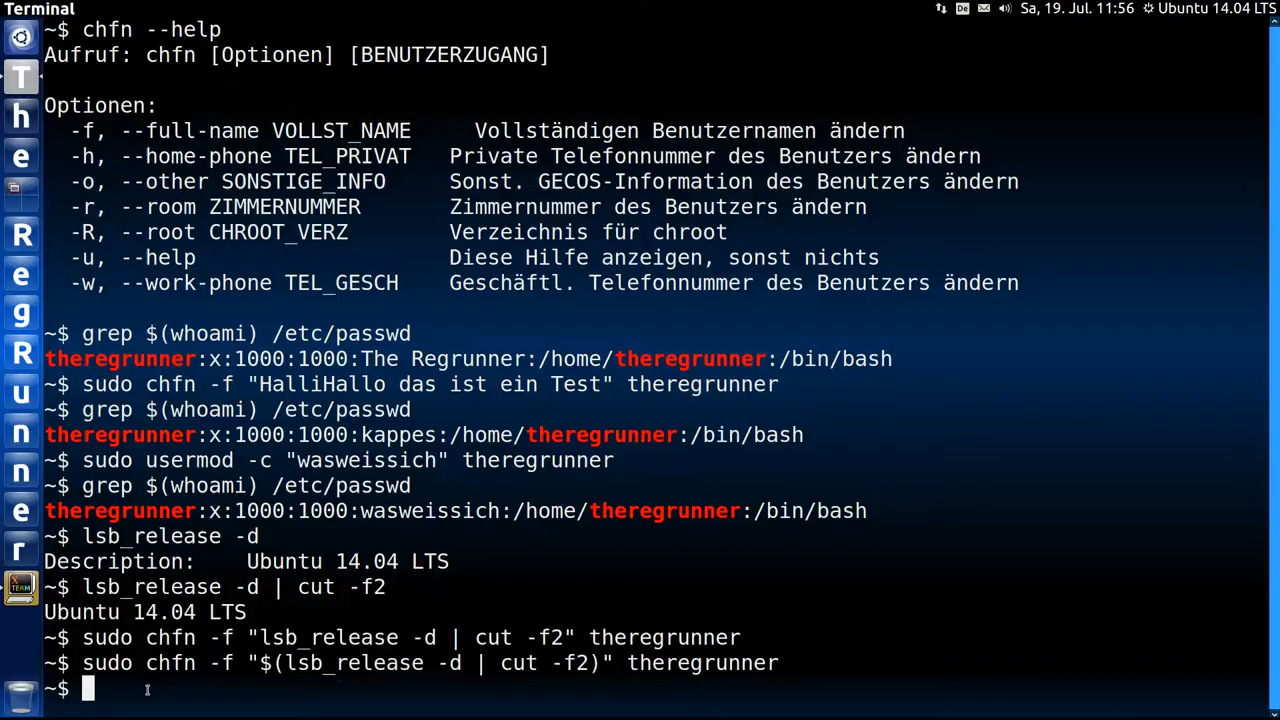 Terminal
De
Sa, 19. Jul. 11:56
Ubuntu 14.04 LTS
~$ chfn --help
Aufruf: chfn [Optionen] [BENUTZERZUGANG]
Optionen:
-f, --full-name VOLLST_NAME Vollständigen Benutzernamen ändern
-h, --home-phone TEL_PRIVAT Private Telefonnummer des Benutzers ändern
-o, --other SONSTIGE_INFO Sonst. GECOS-Information des Benutzers ändern
-r, --room ZIMMERNUMMER Zimmernummer des Benutzers ändern
-R, --root CHROOT_VERZ Verzeichnis für chroot
-u, --help Diese Hilfe anzeigen, sonst nichts
-w, --work-phone TEL_GESCH Geschäftl. Telefonnummer des Benutzers ändern
~$ grep $(whoami) /etc/passwd
theregrunner:x:1000:1000:The Regrunner:/home/theregrunner:/bin/bash
~$ sudo chfn -f "HalliHallo das ist ein Test" theregrunner
~$ grep $(whoami) /etc/passwd
theregrunner:x:1000:1000:kappes:/home/theregrunner:/bin/bash
~$ sudo usermod -c "wasweissich" theregrunner
~$ grep $(whoami) /etc/passwd
theregrunner:x:1000:1000:wasweissich:/home/theregrunner:/bin/bash
~$ lsb_release -d
Description: Ubuntu 14.04 LTS
~$ lsb_release -d | cut -f2
Ubuntu 14.04 LTS
~$ sudo chfn -f "lsb_release -d | cut -f2" theregrunner
~$ sudo chfn -f "$(lsb_release -d | cut -f2)" theregrunner
~$
T
h
e
R
e
g
R
u
n
n
e
r
TERM